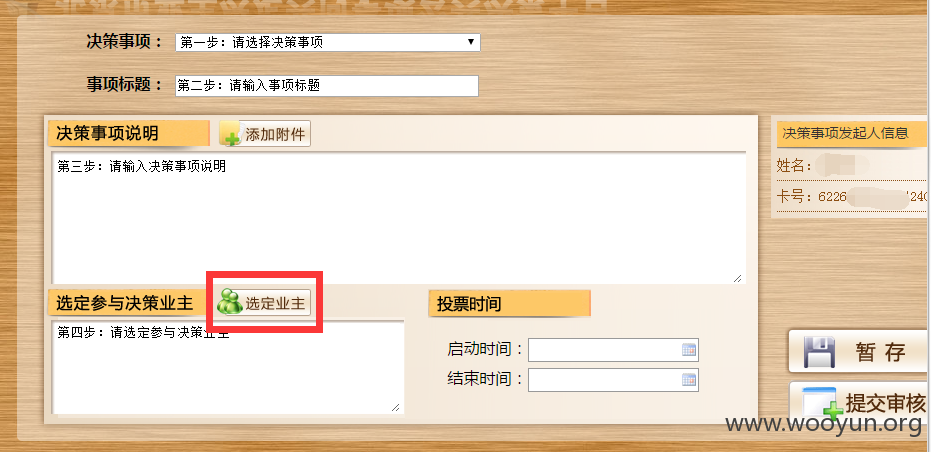 决策事项： 第一步：请选择决策事项
事项标题： 第二步：请输入事项标题
决策事项说明 添加附件
第三步：请输入决策事项说明
选定参与决策业主 选定业主
第四步：请选定参与决策业主
投票时间
启动时间：
结束时间：
决策事项发起人信息
姓名：
卡号：6226 240
暂存
提交审核
www.wooyun.org